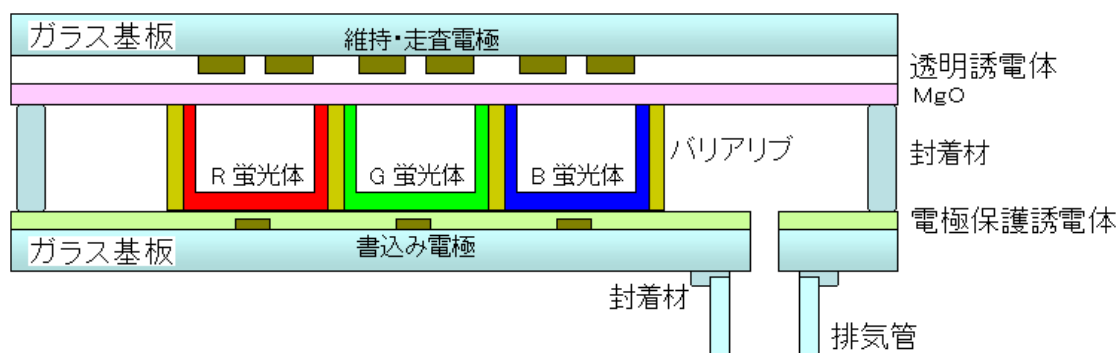 ガラス基板
維持・走査電極
透明誘電体
MgO
R 蛍光体
G 蛍光体
B 蛍光体
バリアリブ
封着材
電極保護誘電体
ガラス基板
書込み電極
封着材
排気管